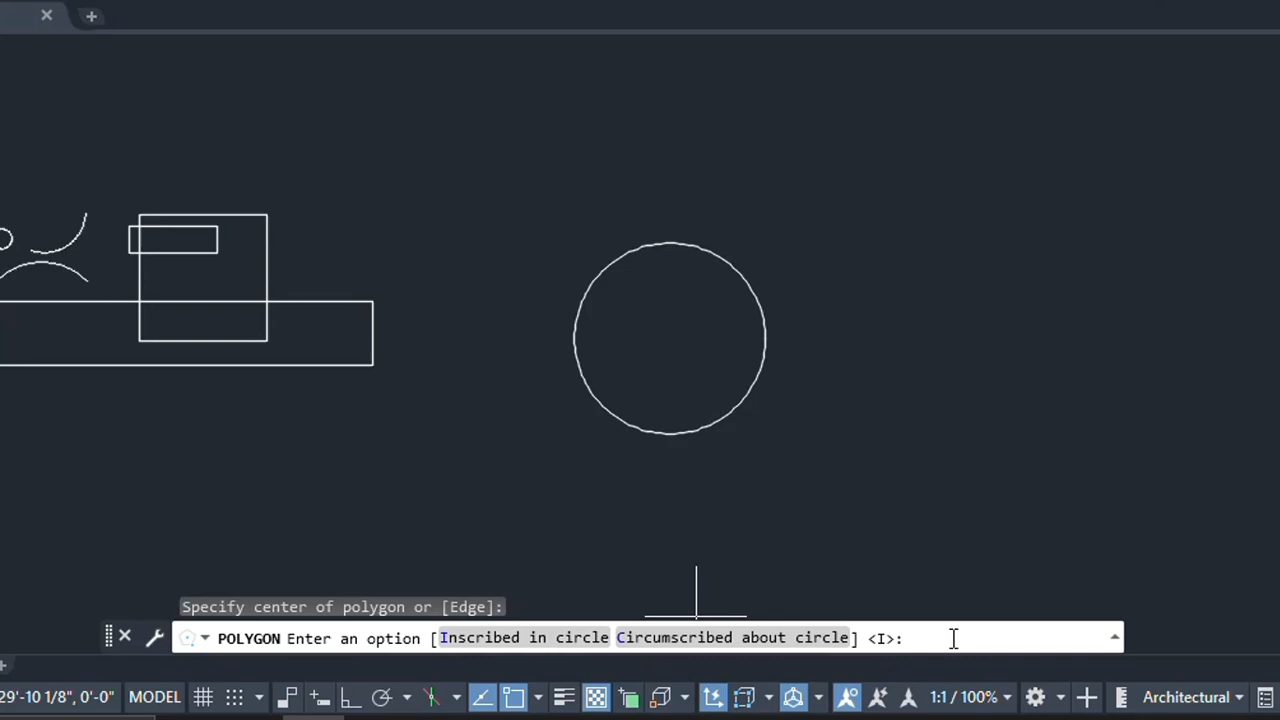 Specify center of polygon or [Edge]:
POLYGON Enter an option [Inscribed in circle Circumscribed about circle] <I>:
29'-10 1/8", 0'-0" MODEL 1:1 / 100% Architectural